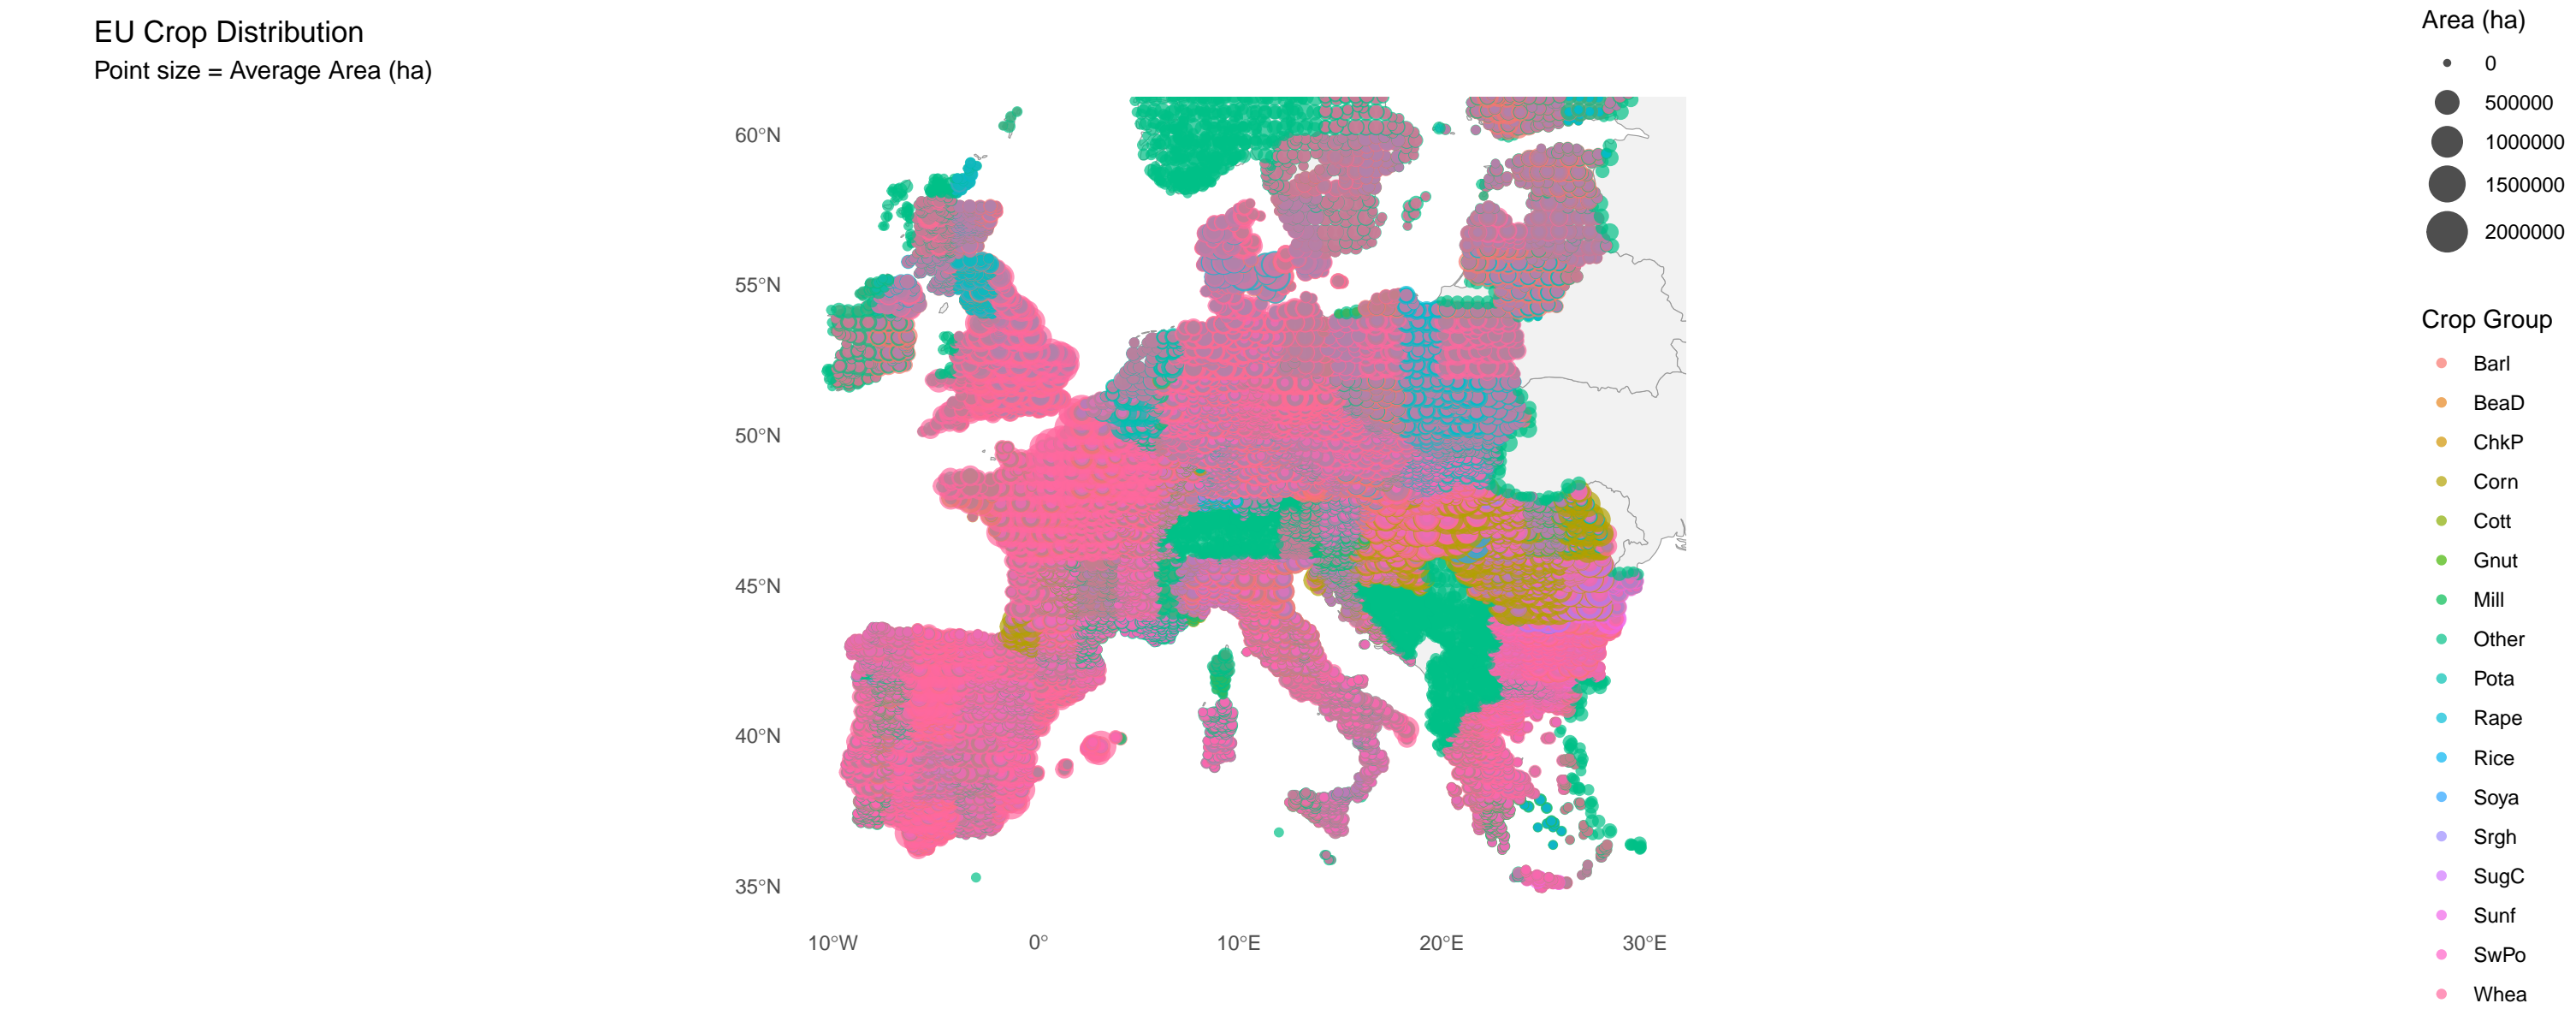 EU Crop Distribution
Point size = Average Area (ha)
60°N
55°N
50°N
45°N
40°N
35°N
10°W
0°
10°E
20°E
30°E
Area (ha)
0
500000
1000000
1500000
2000000
Crop Group
Barl
BeaD
ChkP
Corn
Cott
Gnut
Mill
Other
Pota
Rape
Rice
Soya
Srgh
SugC
Sunf
SwPo
Whea